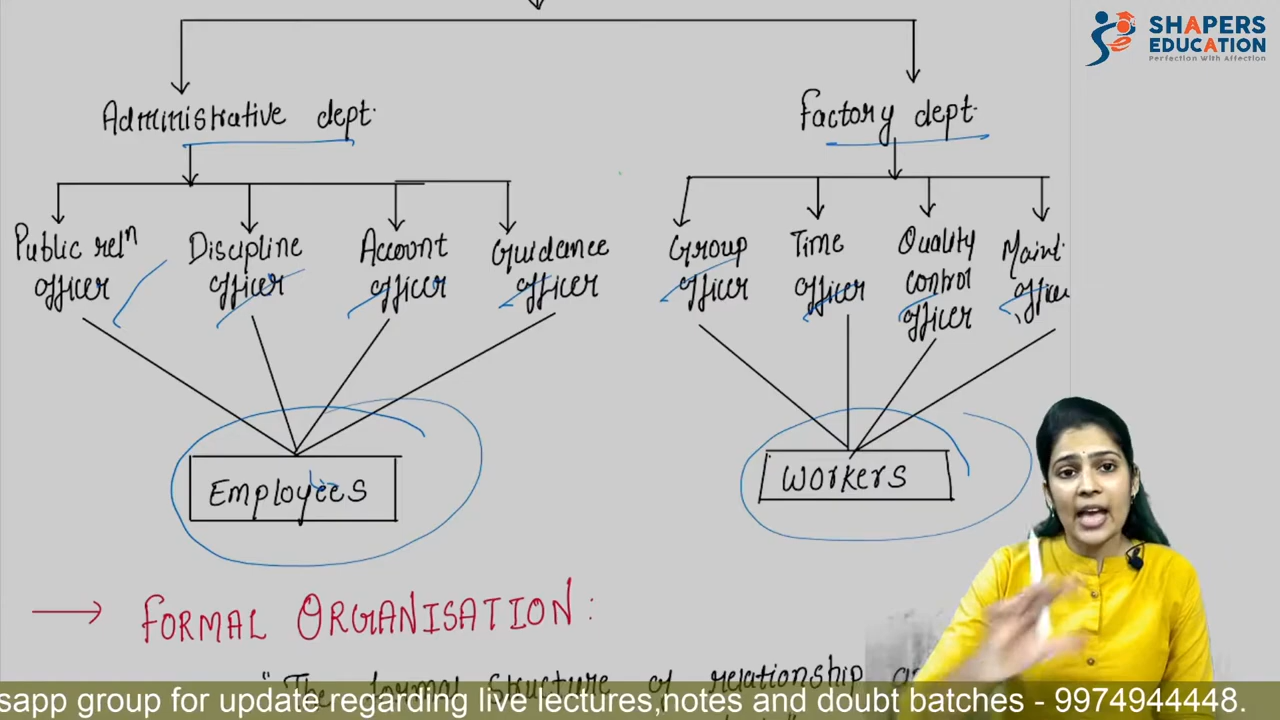 SHAPERS
EDUCATION
Perfection With Affection
Administrative dept.
Factory dept.
Public relⁿ officer
Discipline officer
Account officer
Guidance officer
Group officer
Time officer
Quality control officer
Maint. office
Employees
Workers
→ FORMAL ORGANISATION:
"The formal structure of relationship
sapp group for update regarding live lectures,notes and doubt batches - 9974944448.